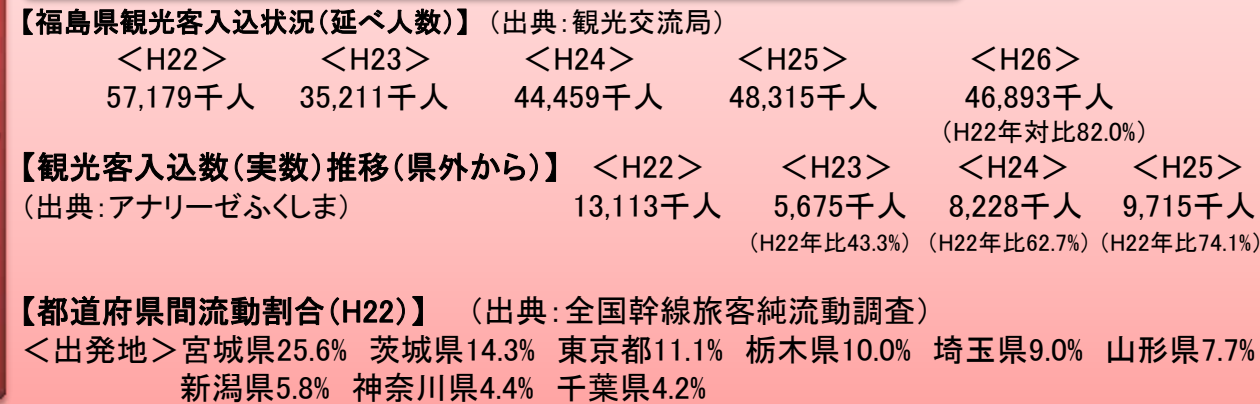 【福島県観光客入込状況(延べ人数)】（出典：観光交流局）
＜H22＞ ＜H23＞ ＜H24＞ ＜H25＞ ＜H26＞
57,179千人 35,211千人 44,459千人 48,315千人 46,893千人
（H22年対比82.0%）
【観光客入込数(実数)推移(県外から)】 ＜H22＞ ＜H23＞ ＜H24＞ ＜H25＞
（出典：アナリーゼふくしま） 13,113千人 5,675千人 8,228千人 9,715千人
（H22年比43.3%）（H22年比62.7%）（H22年比74.1%）
【都道府県間流動割合(H22)】 （出典：全国幹線旅客純流動調査）
＜出発地＞宮城県25.6% 茨城県14.3% 東京都11.1% 栃木県10.0% 埼玉県9.0% 山形県7.7%
新潟県5.8% 神奈川県4.4% 千葉県4.2%